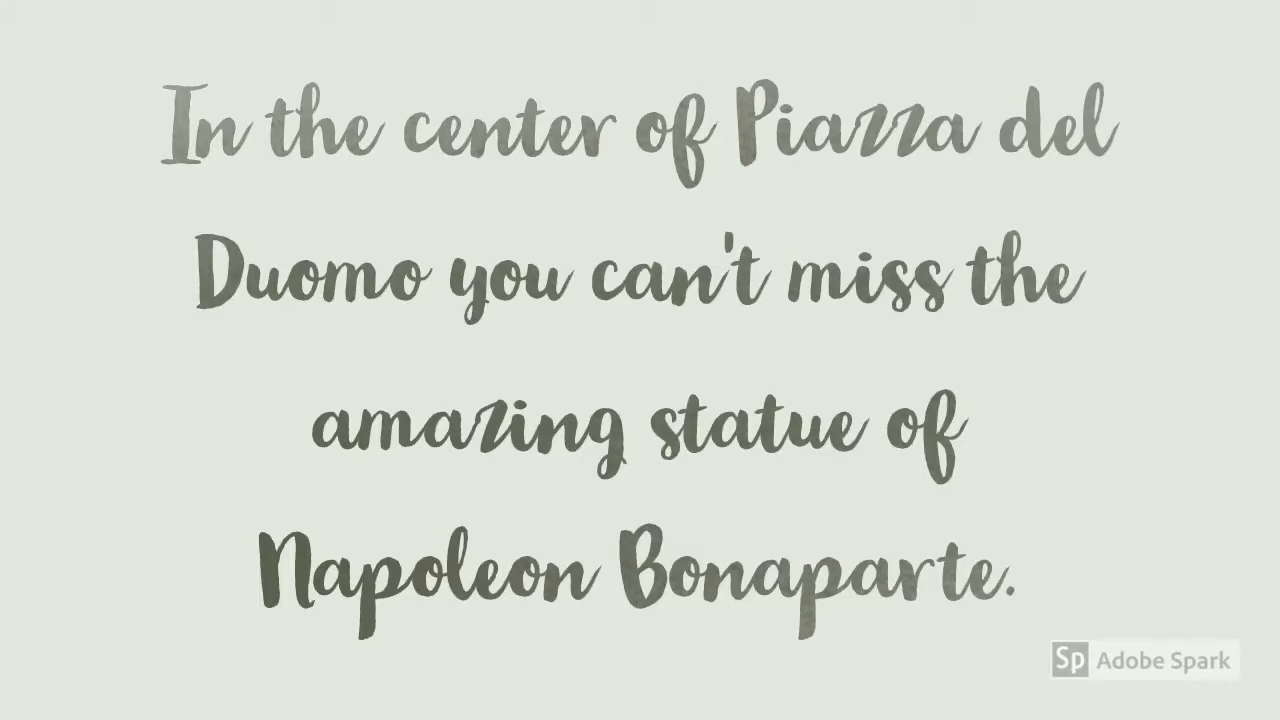 In the center of Piazza del
Duomo you can't miss the
amazing statue of
Napoleon Bonaparte.
Sp Adobe Spark